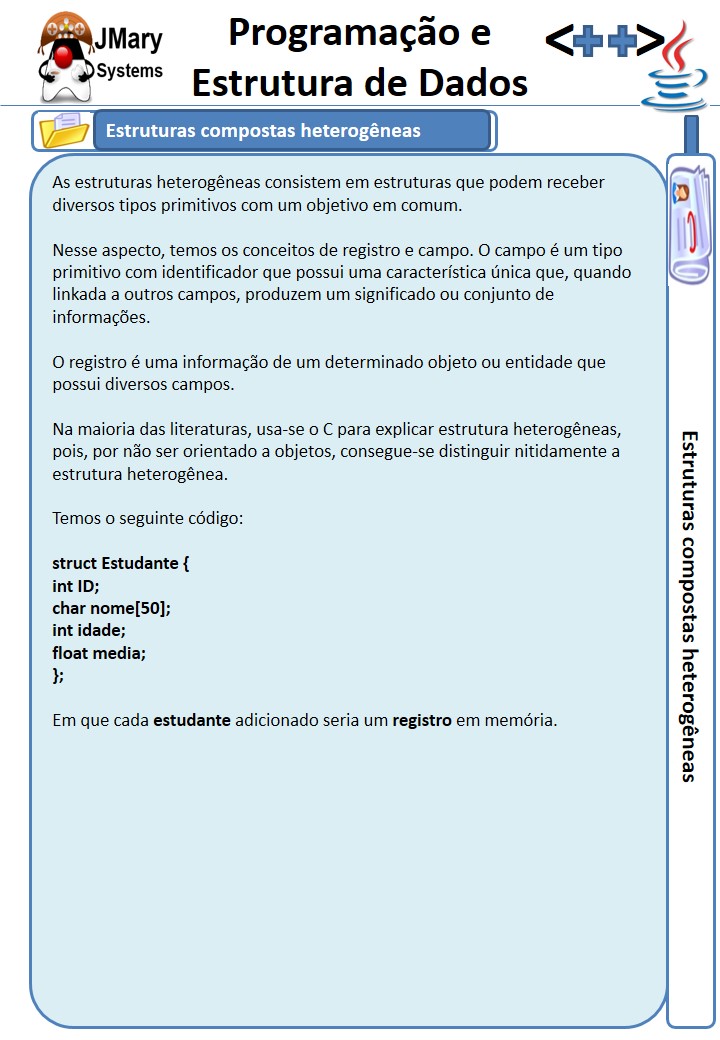 JMary
Systems
Programação e
Estrutura de Dados
<++>
Estruturas compostas heterogêneas
As estruturas heterogêneas consistem em estruturas que podem receber
diversos tipos primitivos com um objetivo em comum.
Nesse aspecto, temos os conceitos de registro e campo. O campo é um tipo
primitivo com identificador que possui uma característica única que, quando
linkada a outros campos, produzem um significado ou conjunto de
informações.
O registro é uma informação de um determinado objeto ou entidade que
possui diversos campos.
Na maioria das literaturas, usa-se o C para explicar estrutura heterogêneas,
pois, por não ser orientado a objetos, consegue-se distinguir nitidamente a
estrutura heterogênea.
Temos o seguinte código:
struct Estudante {
int ID;
char nome[50];
int idade;
float media;
};
Em que cada estudante adicionado seria um registro em memória.
Estruturas compostas heterogêneas